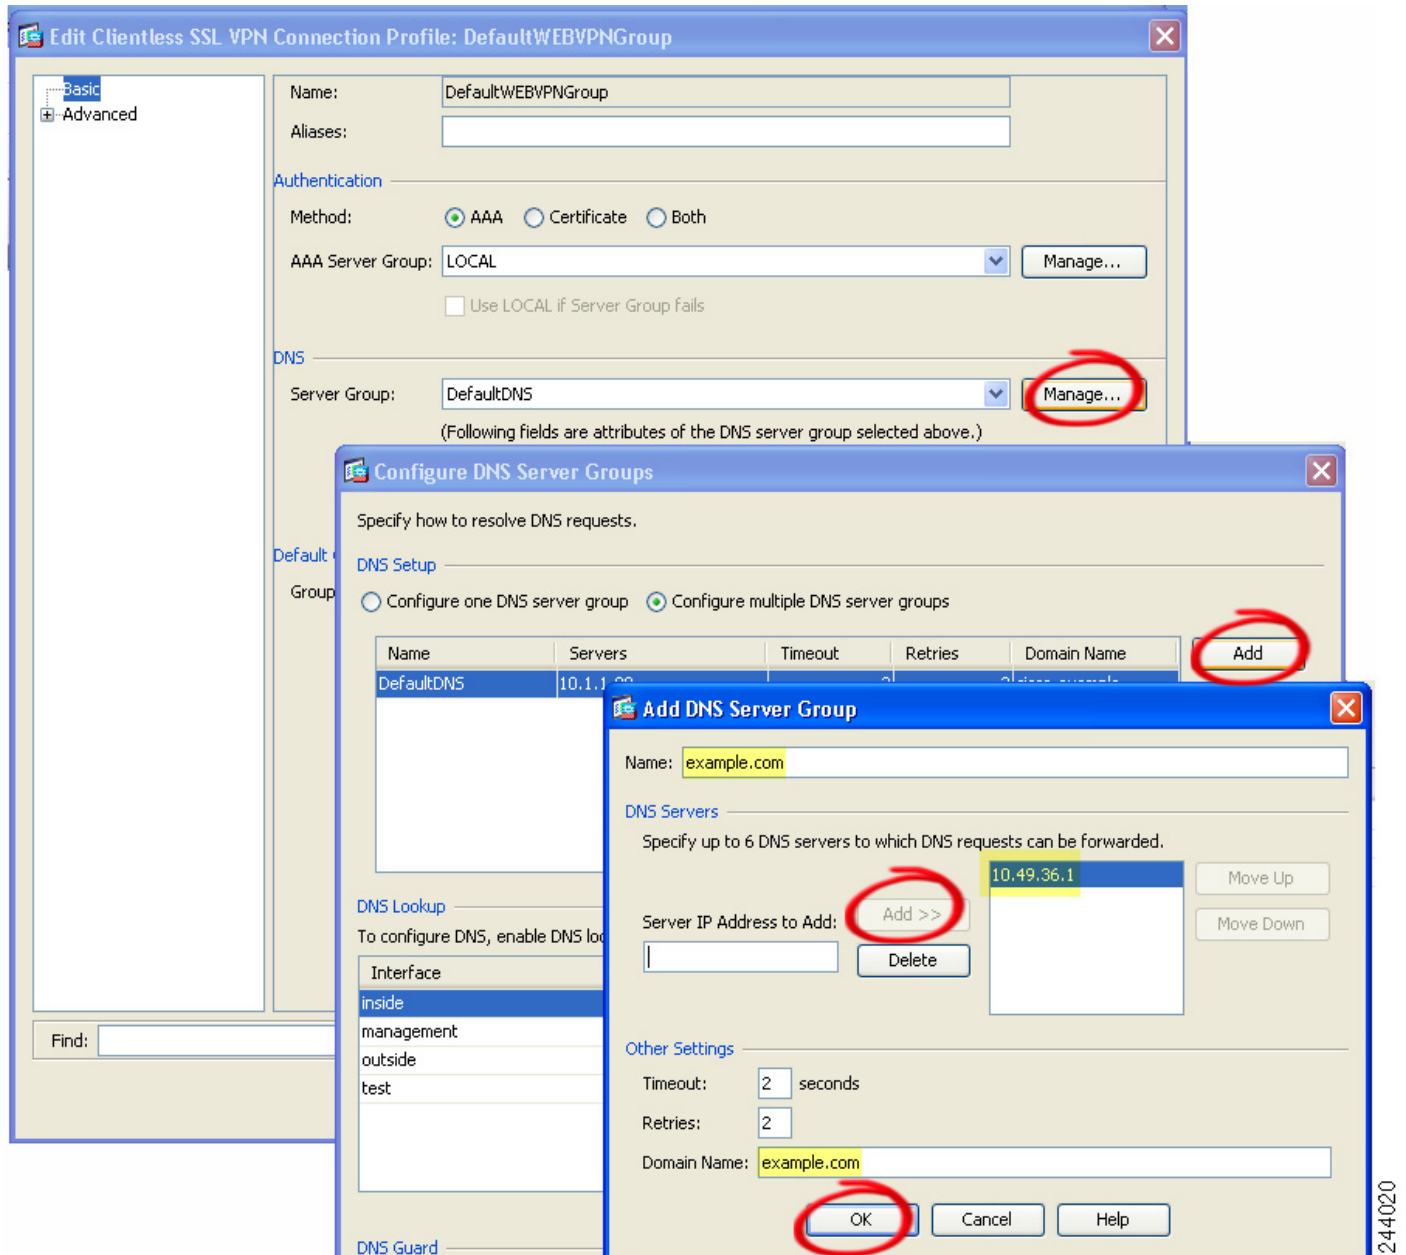 Edit Clientless SSL VPN Connection Profile: DefaultWEBVPNGroup
Basic
Advanced
Name: DefaultWEBVPNGroup
Aliases:
Authentication
Method: AAA Certificate Both
AAA Server Group: LOCAL Manage...
Use LOCAL if Server Group fails
DNS
Server Group: DefaultDNS Manage...
(Following fields are attributes of the DNS server group selected above.)
Default
Group
Find:
Configure DNS Server Groups
Specify how to resolve DNS requests.
DNS Setup
Configure one DNS server group Configure multiple DNS server groups
Name Servers Timeout Retries Domain Name Add
DefaultDNS
DNS Lookup
To configure DNS, enable DNS
Interface
inside
management
outside
test
DNS Guard
Add DNS Server Group
Name: example.com
DNS Servers
Specify up to 6 DNS servers to which DNS requests can be forwarded.
10.49.36.1 Move Up
Server IP Address to Add: Add >> Move Down
Delete
Other Settings
Timeout: 2 seconds
Retries: 2
Domain Name: example.com
OK Cancel Help
244020